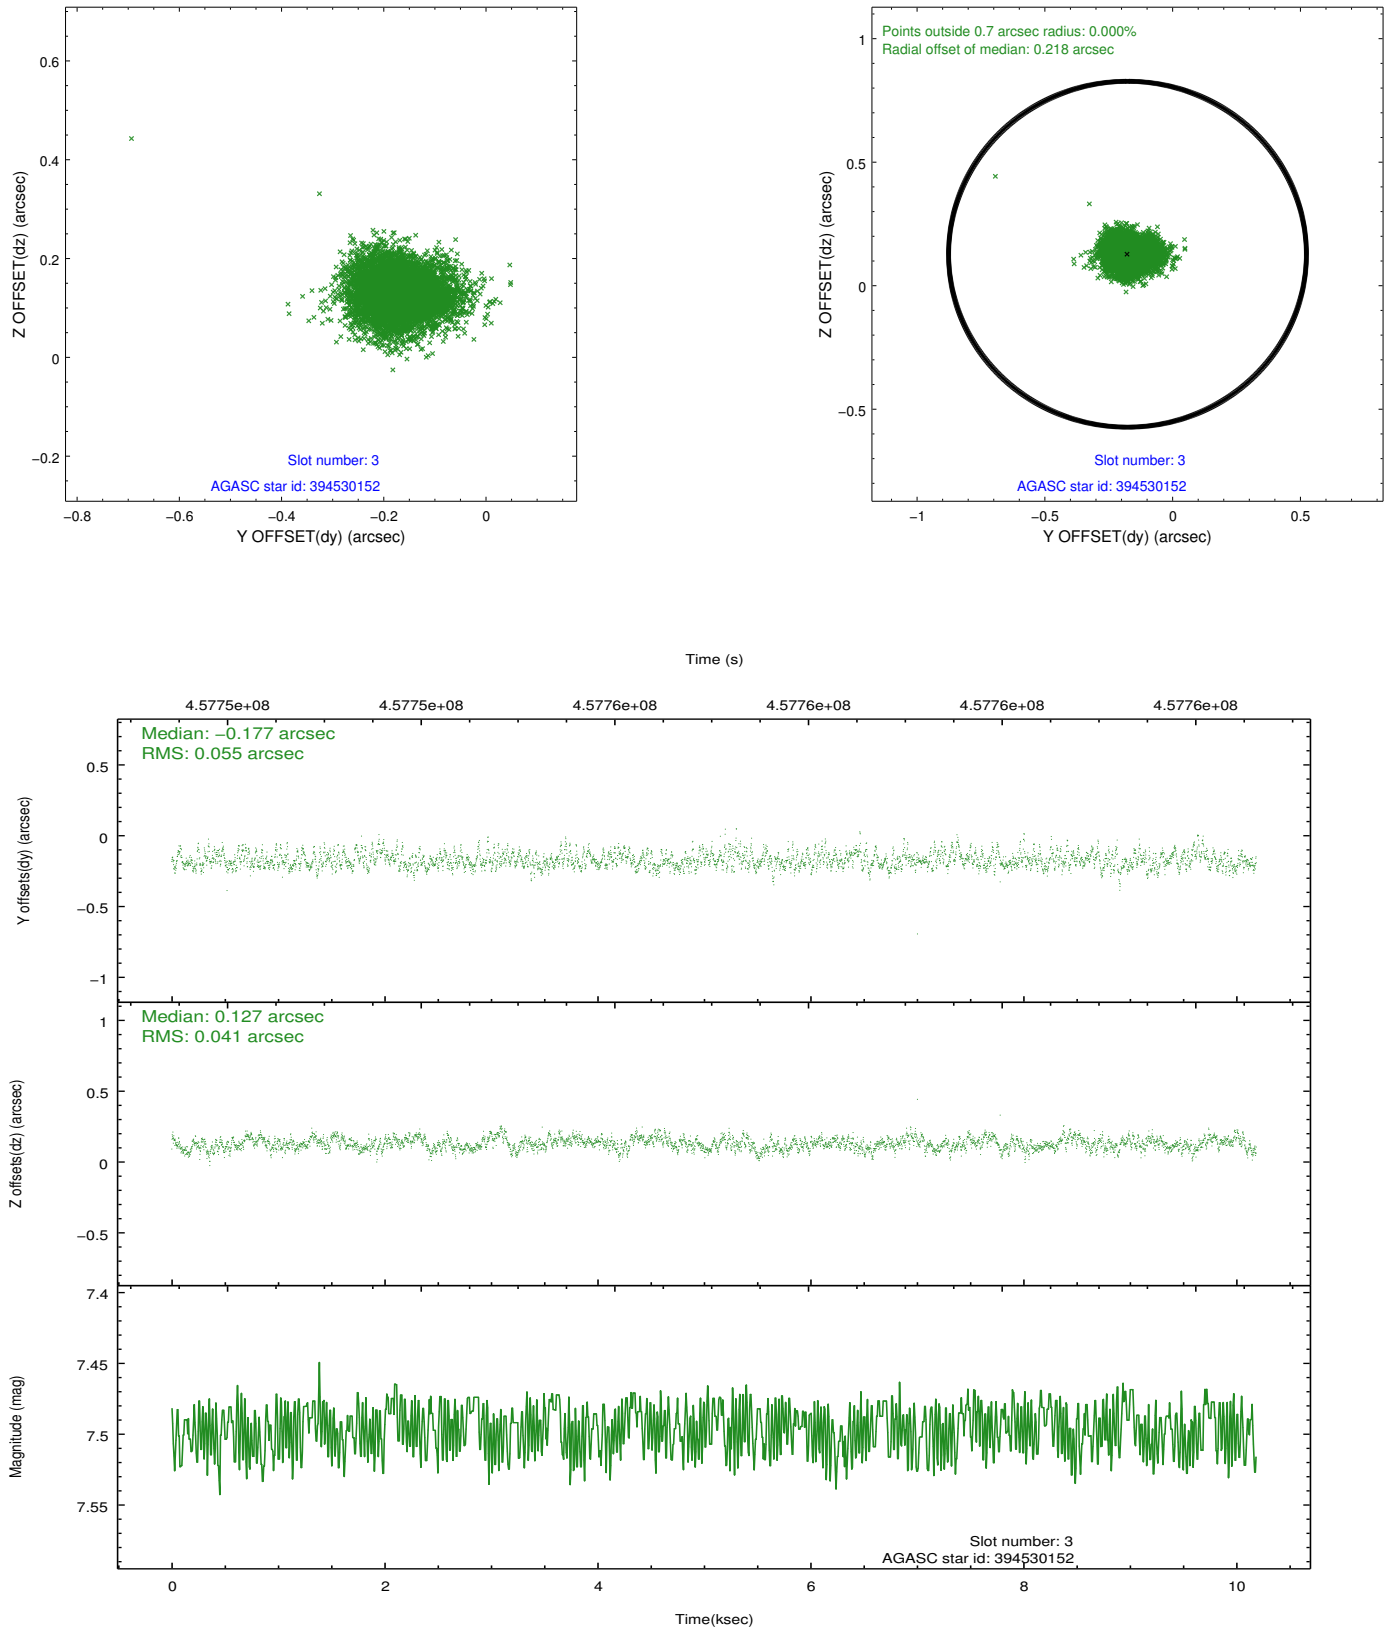 0.6
0.4
0.2
0
−0.2
Z OFFSET(dz) (arcsec)
Slot number: 3
AGASC star id: 394530152
−0.8 −0.6 −0.4 −0.2 0
Y OFFSET(dy) (arcsec)
Points outside 0.7 arcsec radius: 0.000%
Radial offset of median: 0.218 arcsec
1
0.5
0
−0.5
Z OFFSET(dz) (arcsec)
Slot number: 3
AGASC star id: 394530152
−1 −0.5 0 0.5
Y OFFSET(dy) (arcsec)
Time (s)
4.5775e+08 4.5775e+08 4.5776e+08 4.5776e+08 4.5776e+08 4.5776e+08
Median: −0.177 arcsec
RMS: 0.055 arcsec
0.5
0
−0.5
−1
Y offsets(dy) (arcsec)
Median: 0.127 arcsec
RMS: 0.041 arcsec
1
0.5
0
−0.5
Z offsets(dz) (arcsec)
7.4
7.45
7.5
7.55
Magnitude (mag)
Slot number: 3
AGASC star id: 394530152
0 2 4 6 8 10
Time(ksec)